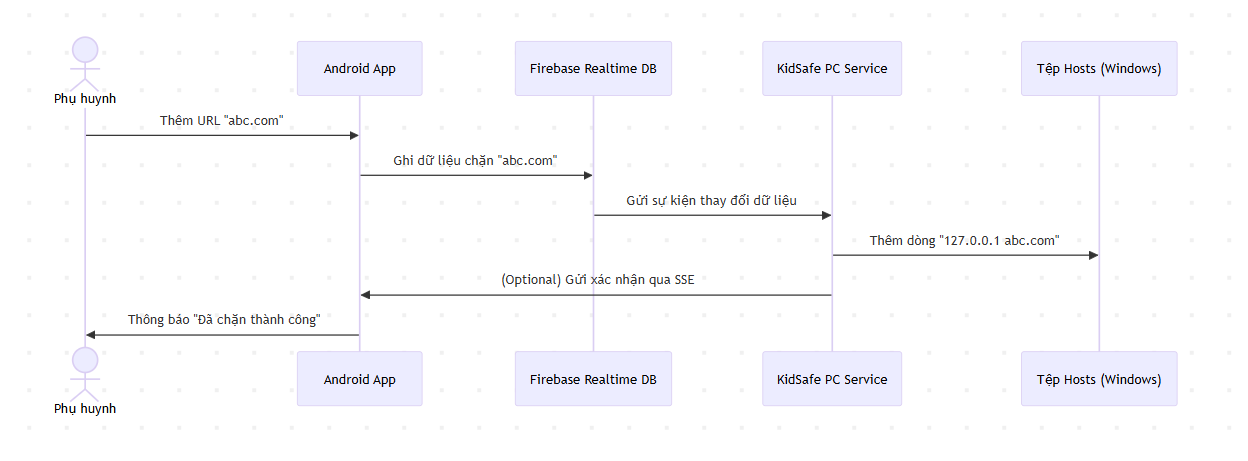 Phụ huynh
Android App
Firebase Realtime DB
KidSafe PC Service
Tệp Hosts (Windows)
Thêm URL "abc.com"
Ghi dữ liệu chặn "abc.com"
Gửi sự kiện thay đổi dữ liệu
Thêm dòng "127.0.0.1 abc.com"
(Optional) Gửi xác nhận qua SSE
Thông báo "Đã chặn thành công"
Phụ huynh
Android App
Firebase Realtime DB
KidSafe PC Service
Tệp Hosts (Windows)